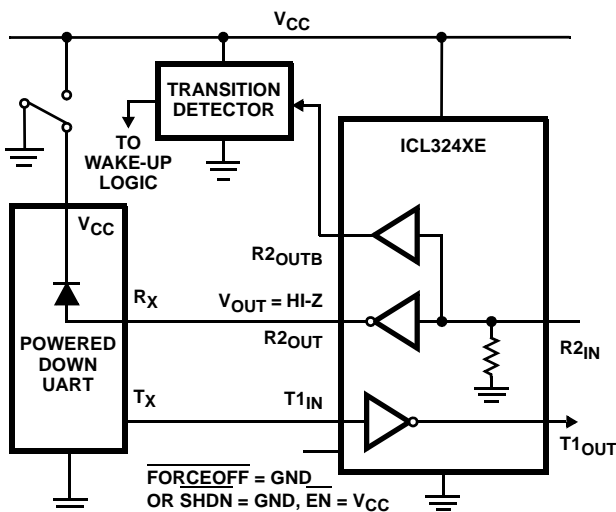 VCC
TRANSITION
DETECTOR
TO
WAKE-UP
LOGIC
ICL324XE
VCC
R2OUTB
RX
VOUT = HI-Z
R2OUT
R2IN
POWERED
DOWN
UART
TX
T1IN
T1OUT
FORCEOFF = GND
OR SHDN = GND, EN = VCC